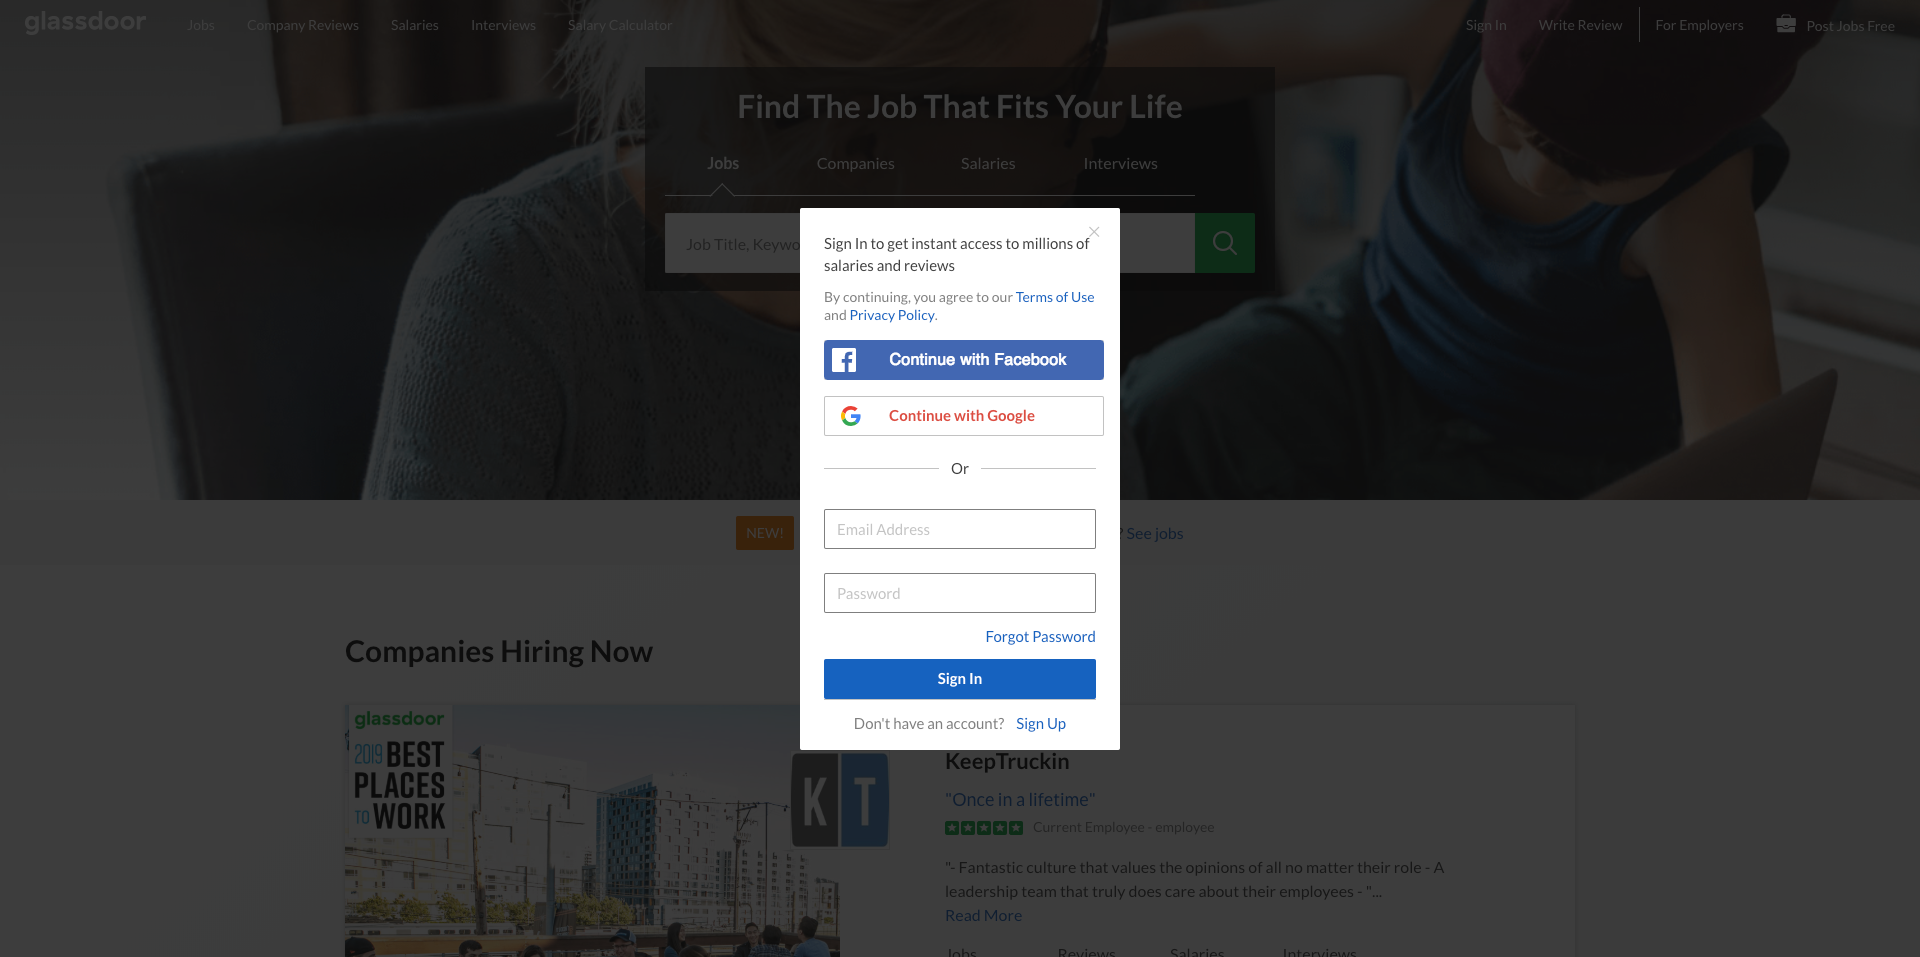 glassdoor
Jobs
Company Reviews
Salaries
Interviews
Salary Calculator
Sign In
Write Review
For Employers
Post Jobs Free
Find The Job That Fits Your Life
Jobs
Companies
Salaries
Interviews
Job Title, Keywo
Sign In to get instant access to millions of
salaries and reviews
By continuing, you agree to our Terms of Use
and Privacy Policy.
Continue with Facebook
Continue with Google
Or
Email Address
Password
Forgot Password
Sign In
Don't have an account? Sign Up
NEW!
? See jobs
Companies Hiring Now
glassdoor
2019 BEST
PLACES
TO WORK
K T
KeepTruckin
"Once in a lifetime"
Current Employee - employee
"- Fantastic culture that values the opinions of all no matter their role - A
leadership team that truly does care about their employees - "...
Read More
Jobs
Reviews
Salaries
Interviews